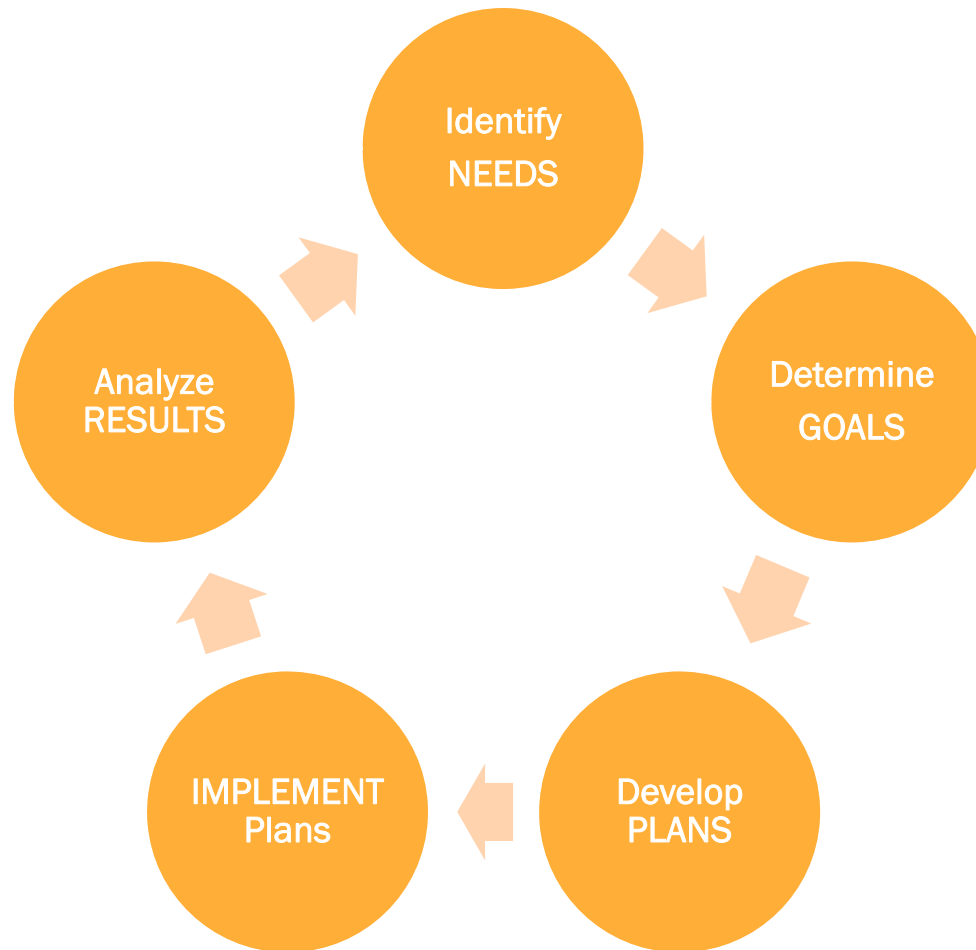 Identify
NEEDS
Determine
GOALS
Develop
PLANS
IMPLEMENT
Plans
Analyze
RESULTS